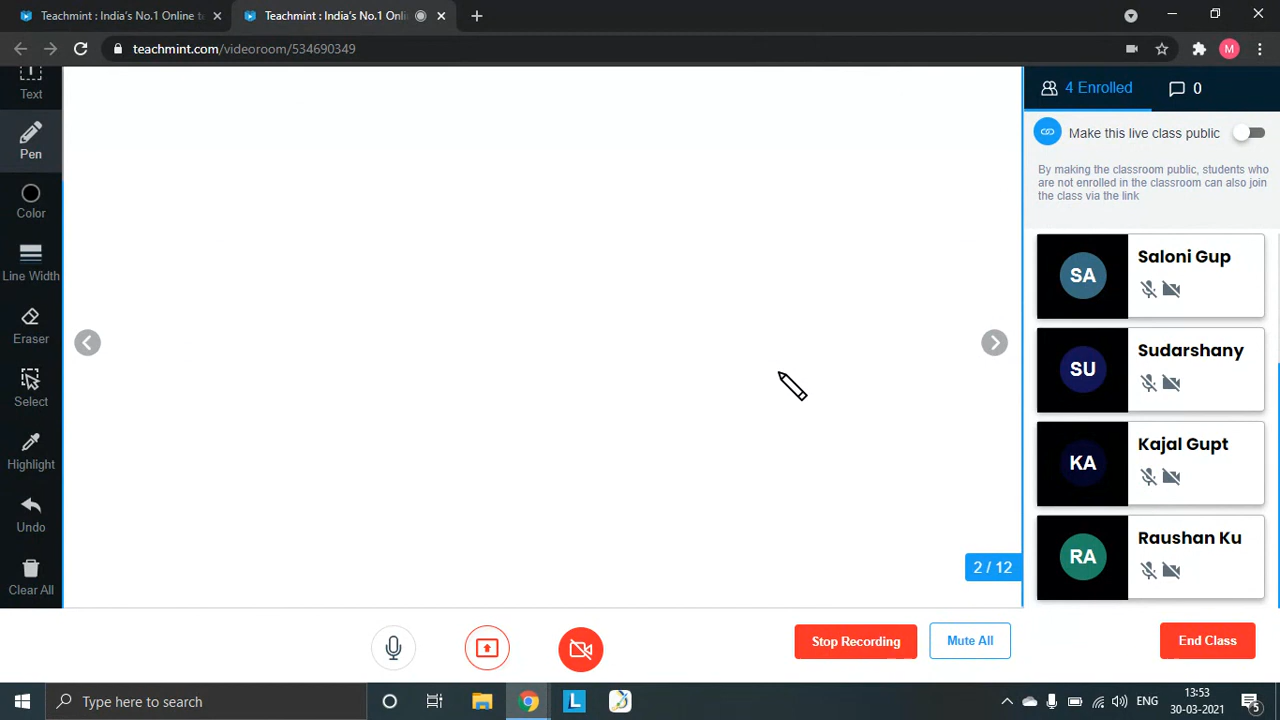 Teachmint : India's No.1 Online te
Teachmint : India's No.1 Onli
teachmint.com/videoroom/534690349
M
Text
Pen
Color
Line Width
Eraser
Select
Highlight
Undo
Clear All
2 / 12
4 Enrolled
0
Make this live class public
By making the classroom public, students who
are not enrolled in the classroom can also join
the class via the link
SA
Saloni Gup
SU
Sudarshany
KA
Kajal Gupt
RA
Raushan Ku
Stop Recording
Mute All
End Class
Type here to search
L
ENG
13:53
30-03-2021
5